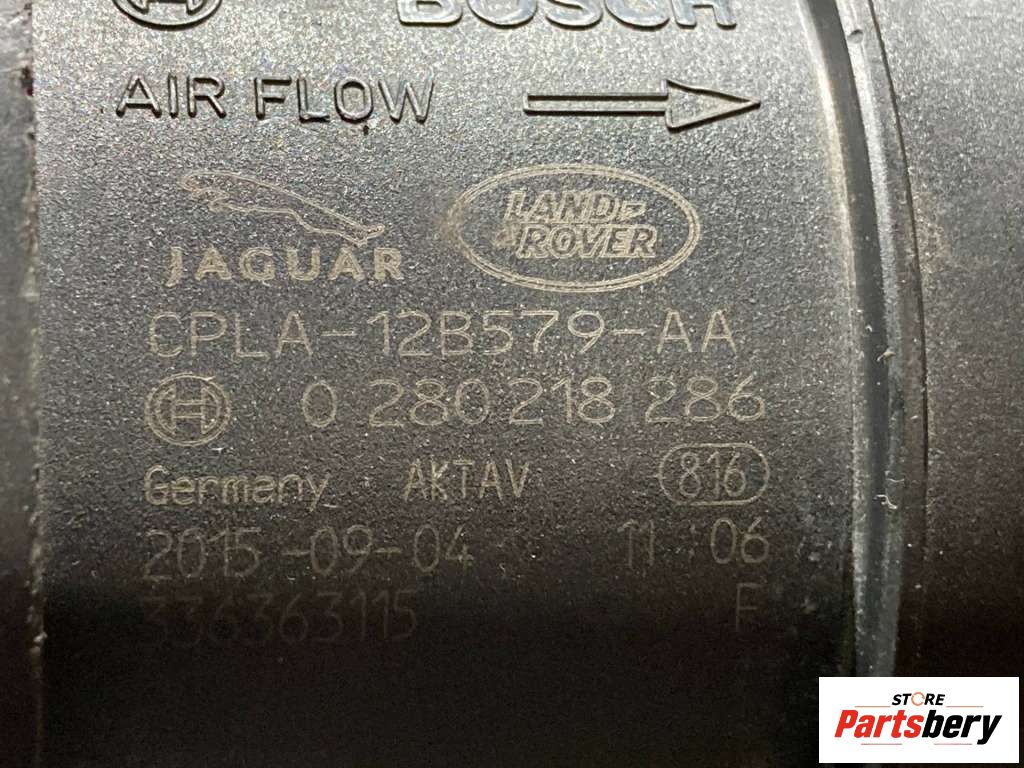 BOSCH
AIR FLOW
JAGUAR
LAND
ROVER
CPLA-12B579-AA
0 280 218 286
Germany AKTAV 816
2015-09-04 11:06
336363115 F
STORE
Partsbery